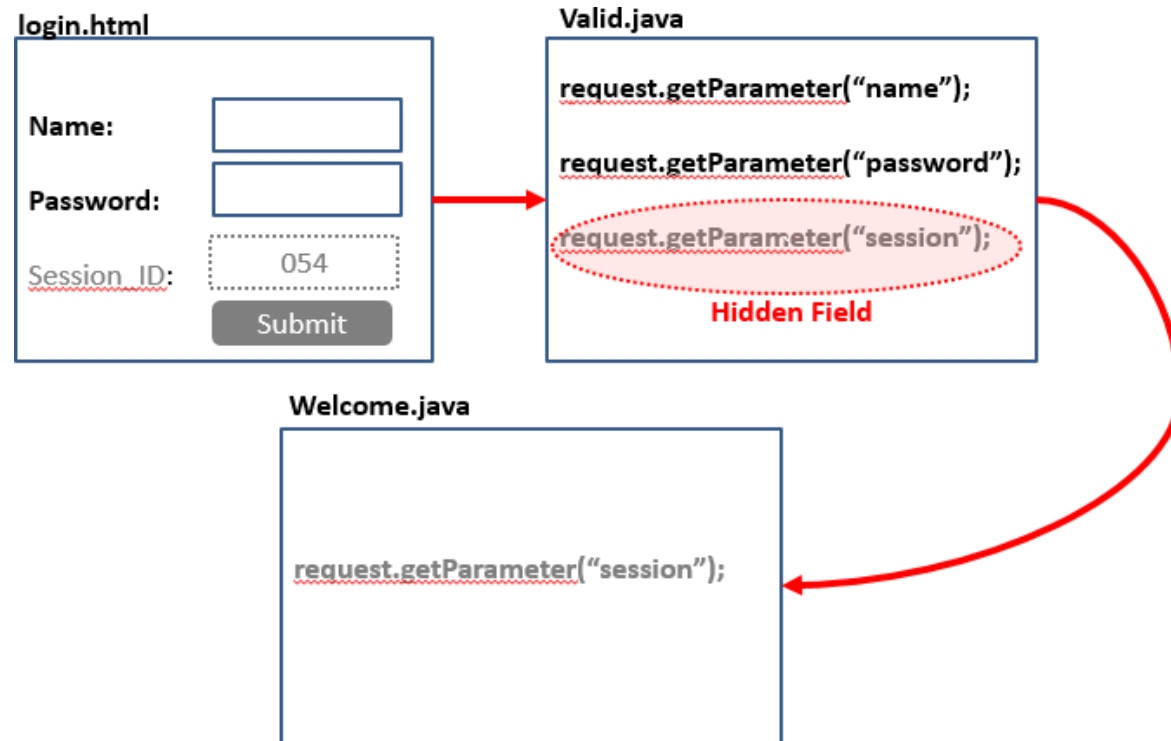 login.html
Name:
Password:
Session_ID:
054
Submit
Valid.java
request.getParameter(“name”);
request.getParameter(“password”);
request.getParameter(“session”);
Hidden Field
Welcome.java
request.getParameter(“session”);